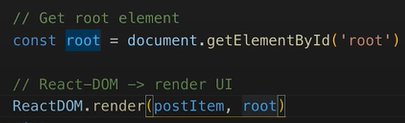 // Get root element
const root = document.getElementById('root')
// React-DOM -> render UI
ReactDOM.render(postItem, root)